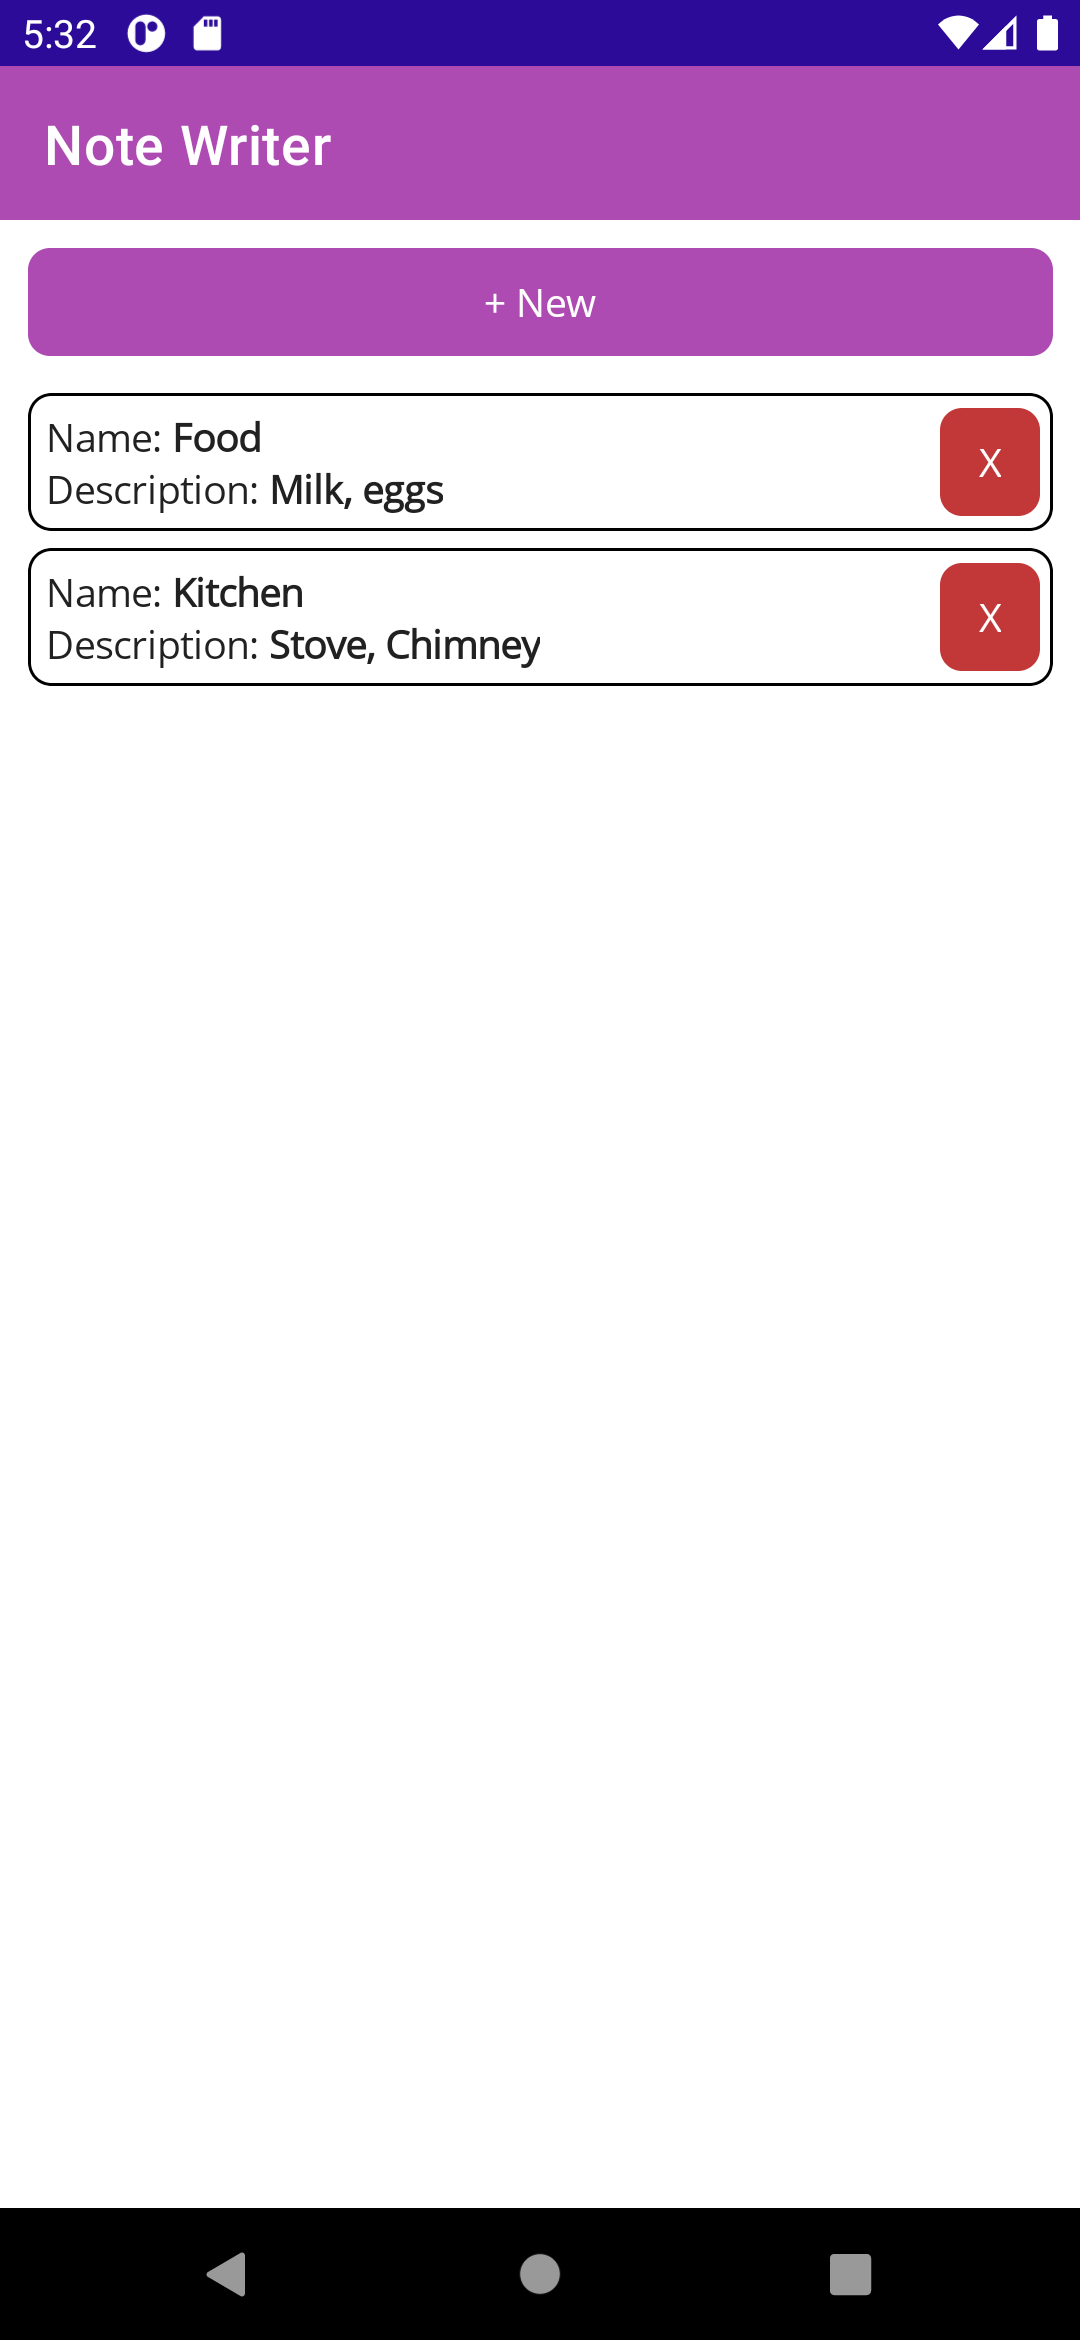 5:32
Note Writer
+ New
Name: Food
Description: Milk, eggs
X
Name: Kitchen
Description: Stove, Chimney
X